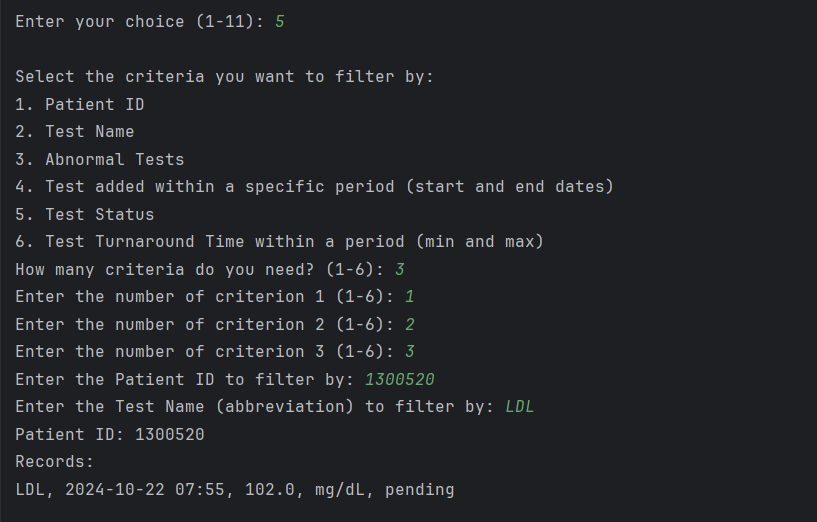 Enter your choice (1-11): 5
Select the criteria you want to filter by:
1. Patient ID
2. Test Name
3. Abnormal Tests
4. Test added within a specific period (start and end dates)
5. Test Status
6. Test Turnaround Time within a period (min and max)
How many criteria do you need? (1-6): 3
Enter the number of criterion 1 (1-6): 1
Enter the number of criterion 2 (1-6): 2
Enter the number of criterion 3 (1-6): 3
Enter the Patient ID to filter by: 1300520
Enter the Test Name (abbreviation) to filter by: LDL
Patient ID: 1300520
Records:
LDL, 2024-10-22 07:55, 102.0, mg/dL, pending